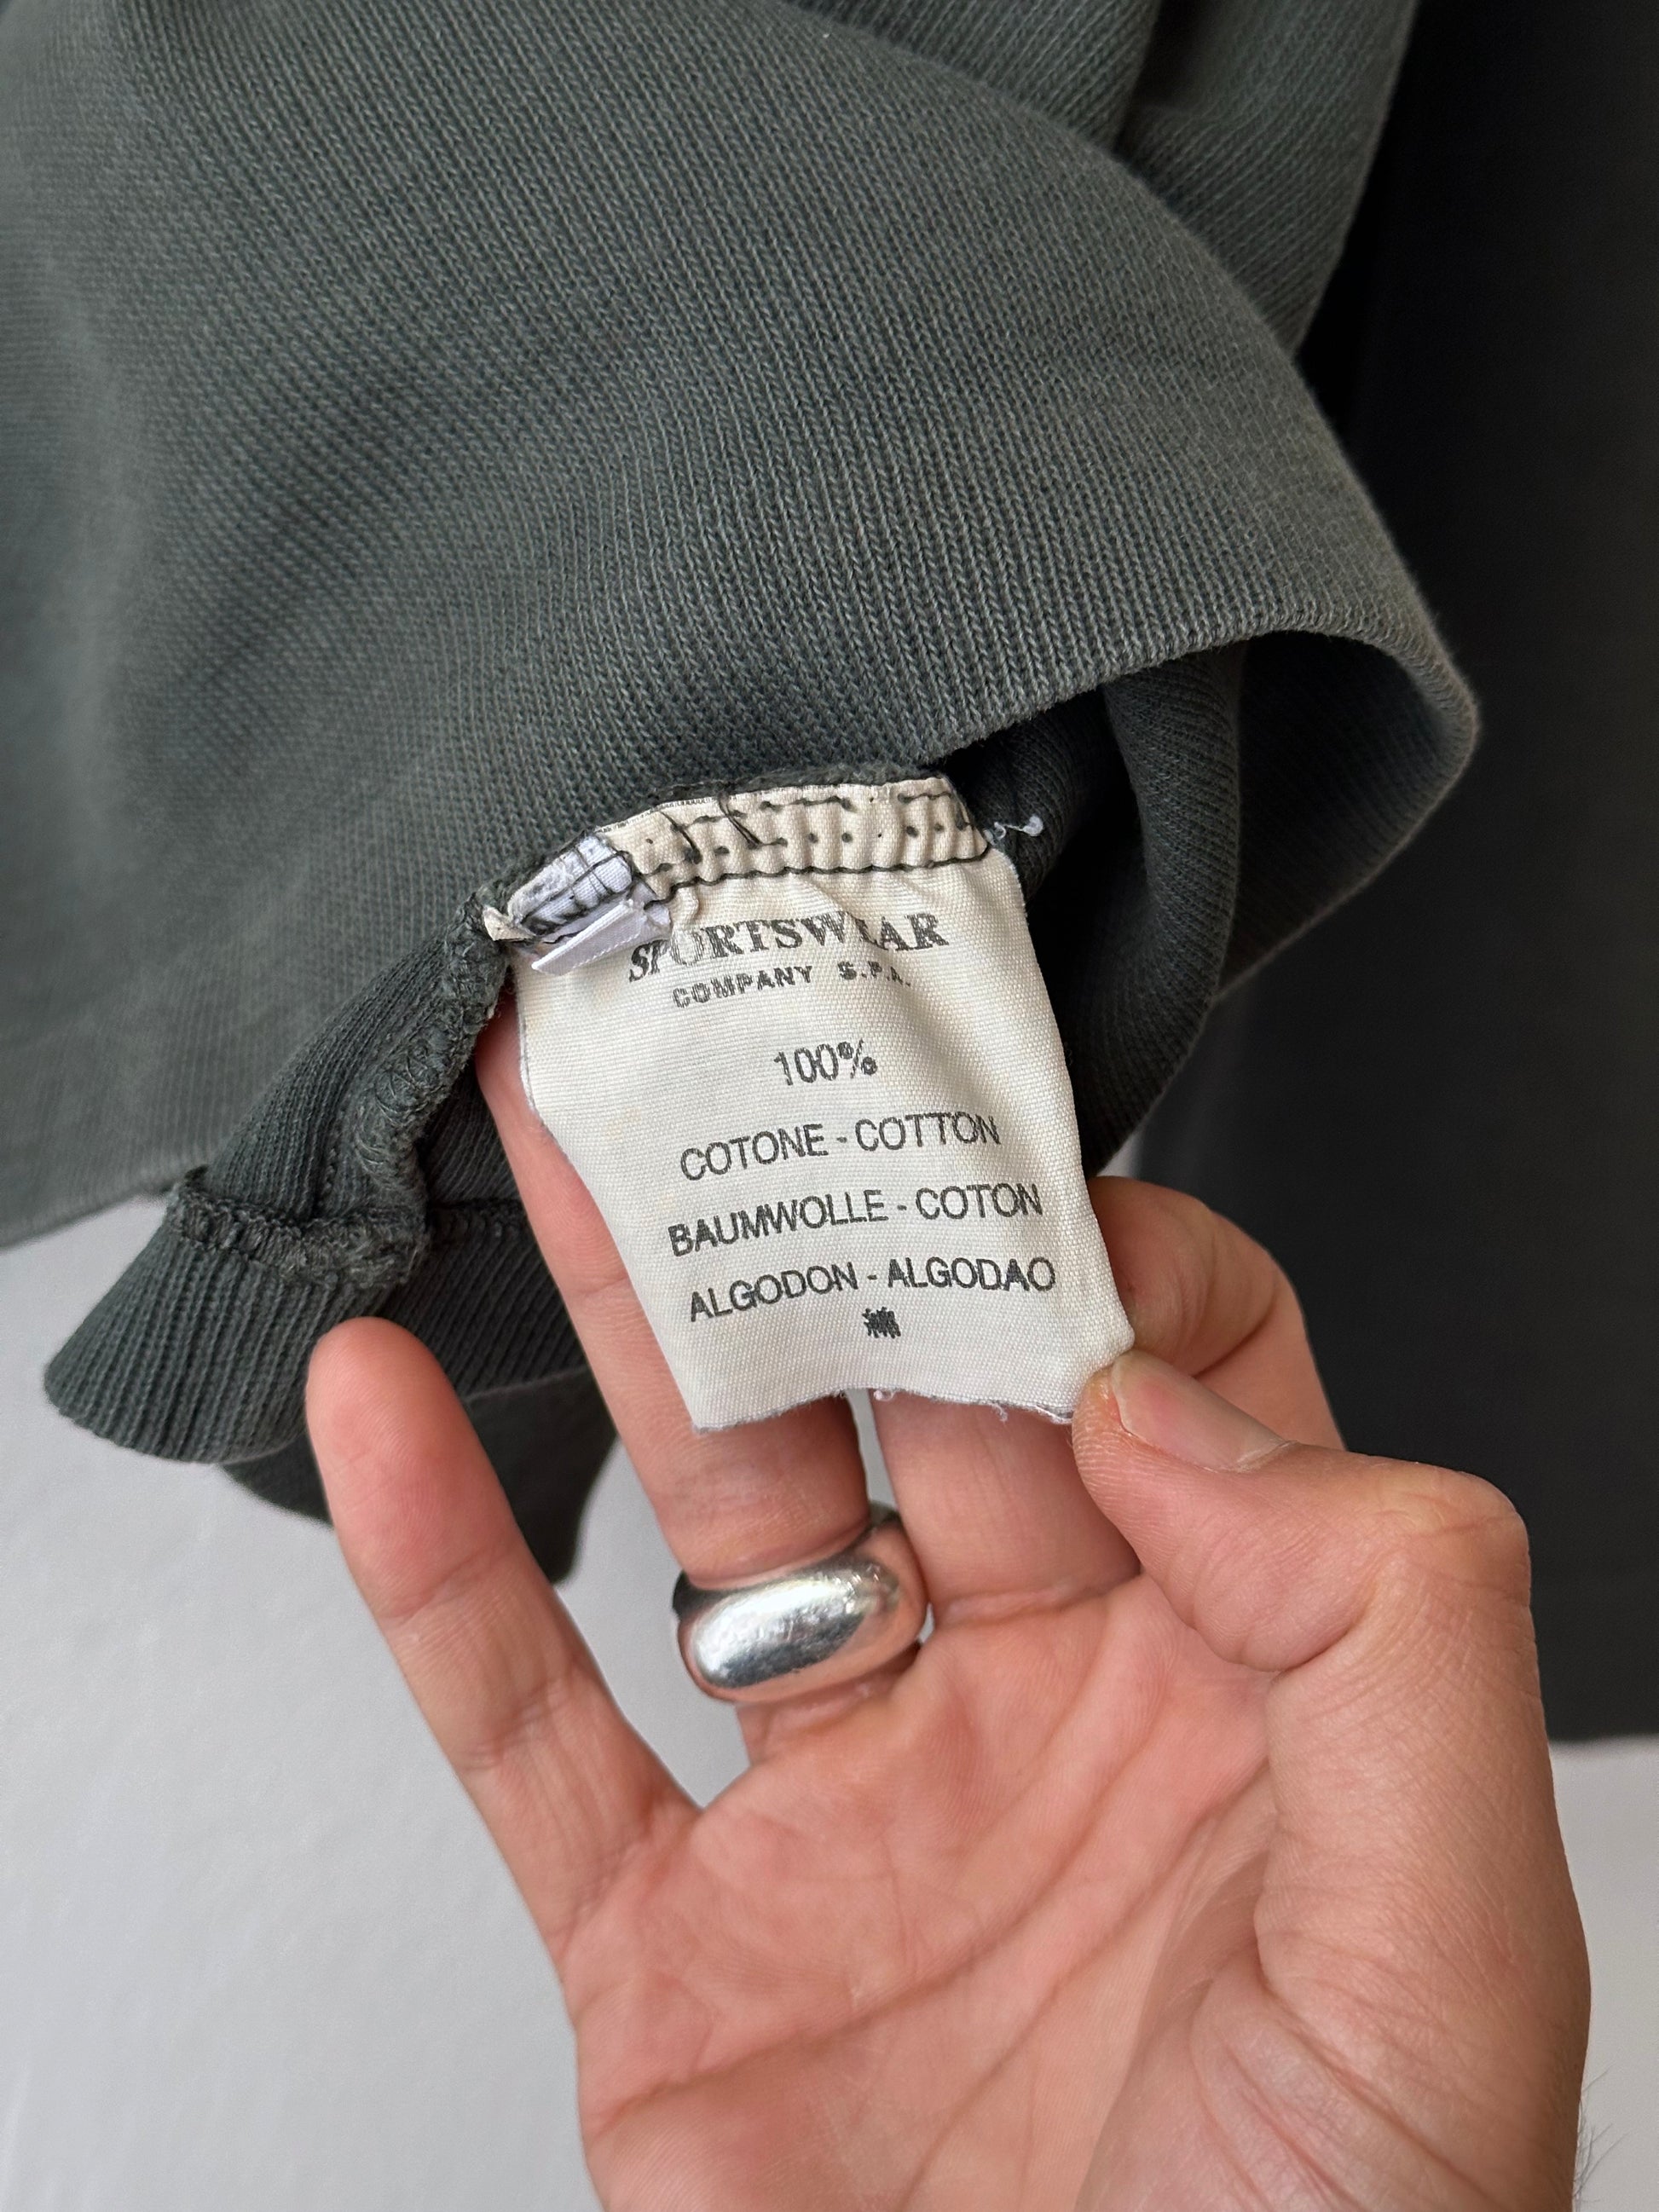 SPORTSWEAR
COMPANY S.P.A.
100%
COTONE - COTTON
BAUMWOLLE - COTON
ALGODON - ALGODAO